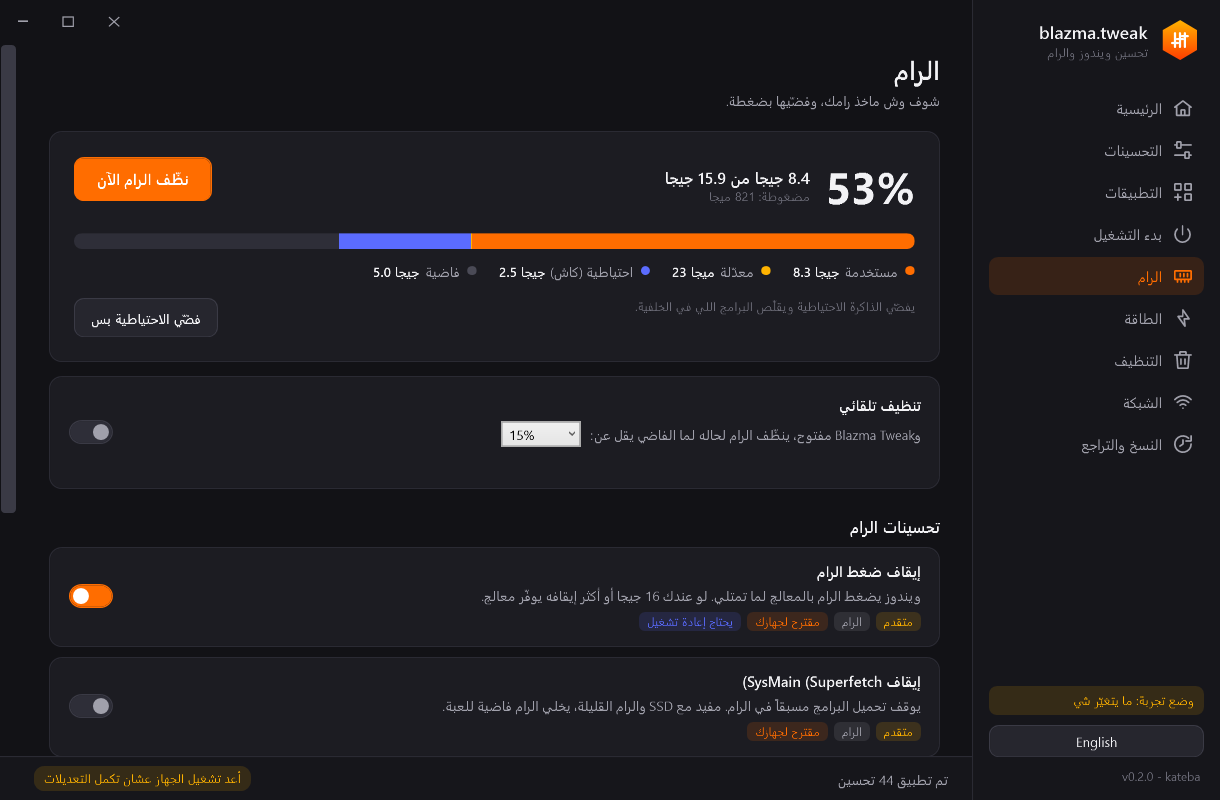 blazma.tweak
تحسين ويندوز والرام
الرئيسية
التحسينات
التطبيقات
بدء التشغيل
الرام
الطاقة
التنظيف
الشبكة
النسخ والتراجع
وضع تجربة: ما يتغيّر شي
English
v0.2.0 - kateba
الرام
شوف وش ماخذ رامك، وفضّيها بضغطة.
53%
8.4 جيجا من 15.9 جيجا
مضغوطة: 821 ميجا
نظّف الرام الآن
مستخدمة 8.3 جيجا
معدّلة 23 ميجا
احتياطية (كاش) 2.5 جيجا
فاضية 5.0 جيجا
يفضّي الذاكرة الاحتياطية ويقلّص البرامج اللي في الخلفية.
فضّي الاحتياطية بس
تنظيف تلقائي
وBlazma Tweak مفتوح، ينظّف الرام لحاله لما الفاضي يقل عن: 15%
تحسينات الرام
إيقاف ضغط الرام
ويندوز يضغط الرام بالمعالج لما تمتلي. لو عندك 16 جيجا أو أكثر إيقافه يوفّر معالج.
متقدم الرام مقترح لجهازك يحتاج إعادة تشغيل
إيقاف SysMain (Superfetch)
يوقف تحميل البرامج مسبقاً في الرام. مفيد مع SSD والرام القليلة، يخلي الرام فاضية للعبة.
متقدم الرام مقترح لجهازك
تم تطبيق 44 تحسين
أعد تشغيل الجهاز عشان تكمل التعديلات